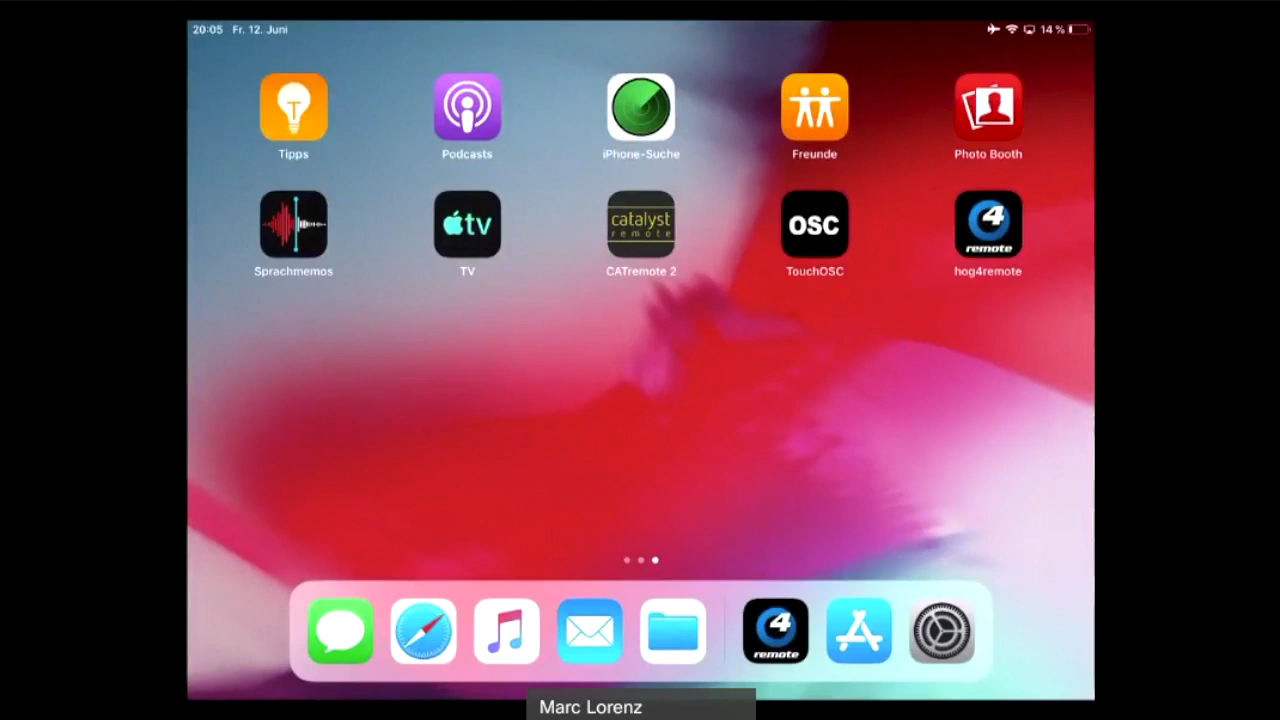 20:05 Fr. 12. Juni 14 %
Tipps Podcasts iPhone-Suche Freunde Photo Booth
tv catalyst remote OSC 4 remote
Sprachmemos TV CATremote 2 TouchOSC hog4remote
4 remote
Marc Lorenz